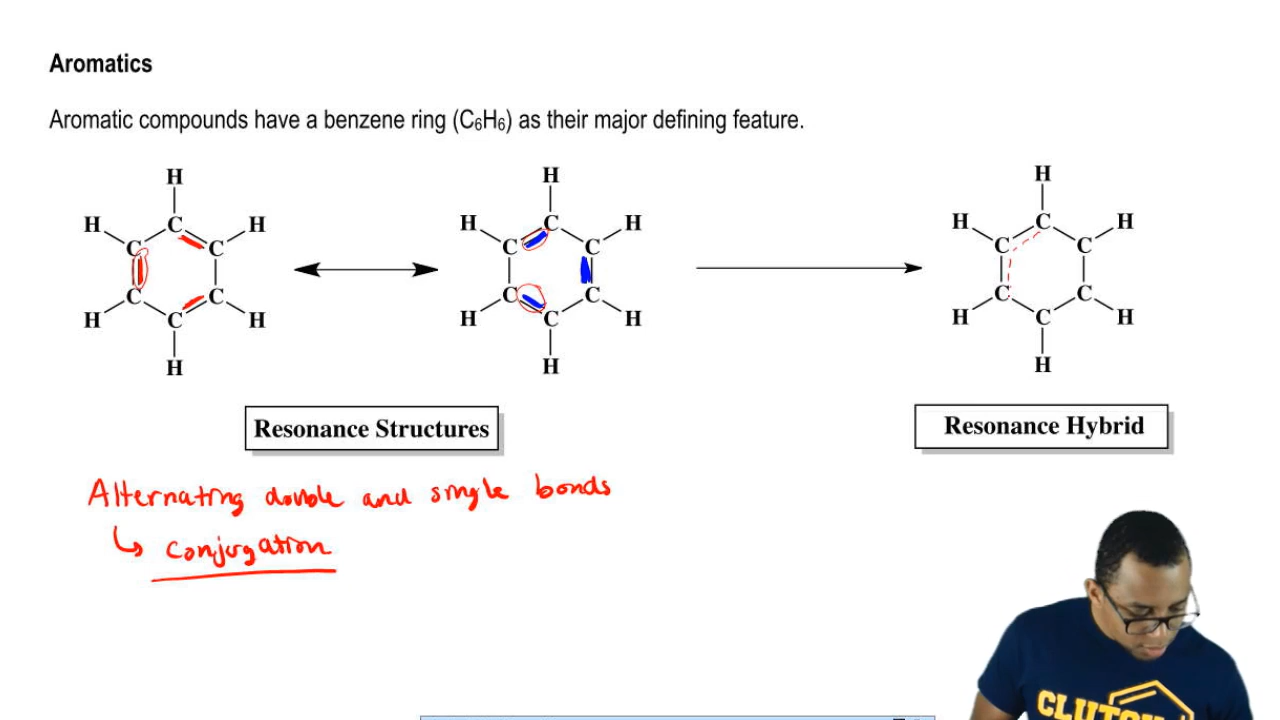 Aromatics
Aromatic compounds have a benzene ring (C6H6) as their major defining feature.
H
H
H
C
C
C
C
C
C
H
H
H
H
H
H
C
C
C
C
C
C
H
H
H
H
H
H
C
C
C
C
C
C
H
H
H
Resonance Structures
Resonance Hybrid
Alternating double and single bonds
↳ conjugation
CLUTCH